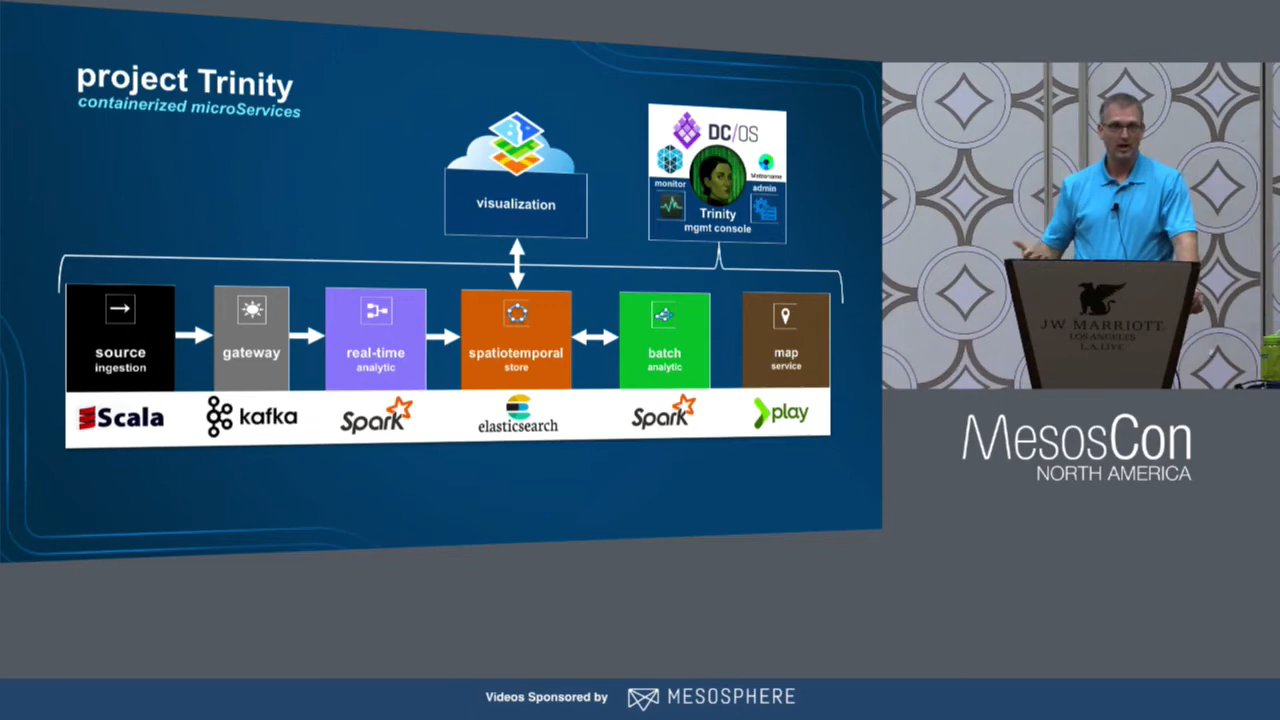 project Trinity
containerized microServices
visualization
DC/OS
Metronome
monitor
admin
Trinity
mgmt console
source
ingestion
gateway
real-time
analytic
spatiotemporal
store
batch
analytic
map
service
Scala
kafka
Spark
elasticsearch
Spark
play
JW MARRIOTT
LOS ANGELES
L.A. LIVE
MesosCon
NORTH AMERICA
Videos Sponsored by
MESOSPHERE